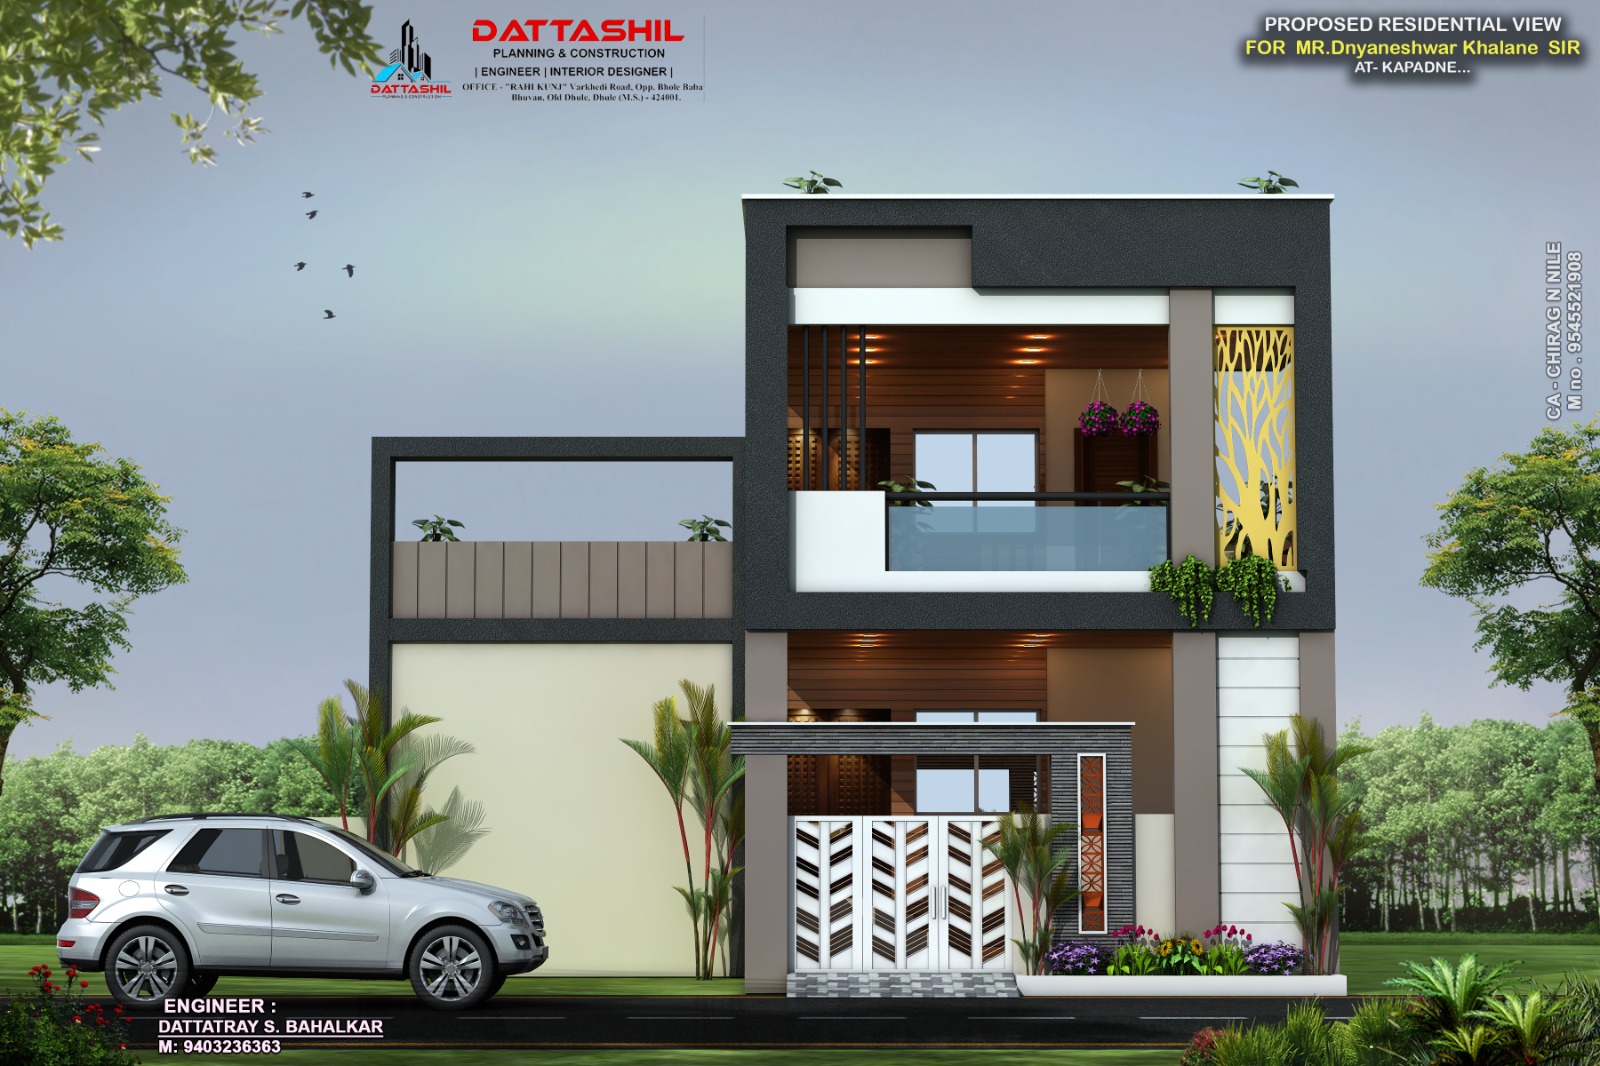 DATTASHIL
PLANNING & CONSTRUCTION
| ENGINEER | INTERIOR DESIGNER |
OFFICE - "RAHI KUNJ" Varkhedi Road, Opp. Bhole Baba
Bhuvan, Old Dhule, Dhule (M.S.) - 424001.
DATTASHIL
PLANNING & CONSTRUCTION
PROPOSED RESIDENTIAL VIEW
FOR MR.Dnyaneshwar Khalane SIR
AT- KAPADNE...
CA - CHIRAG N NILE
M no : 9545521908
ENGINEER :
DATTATRAY S. BAHALKAR
M: 9403236363